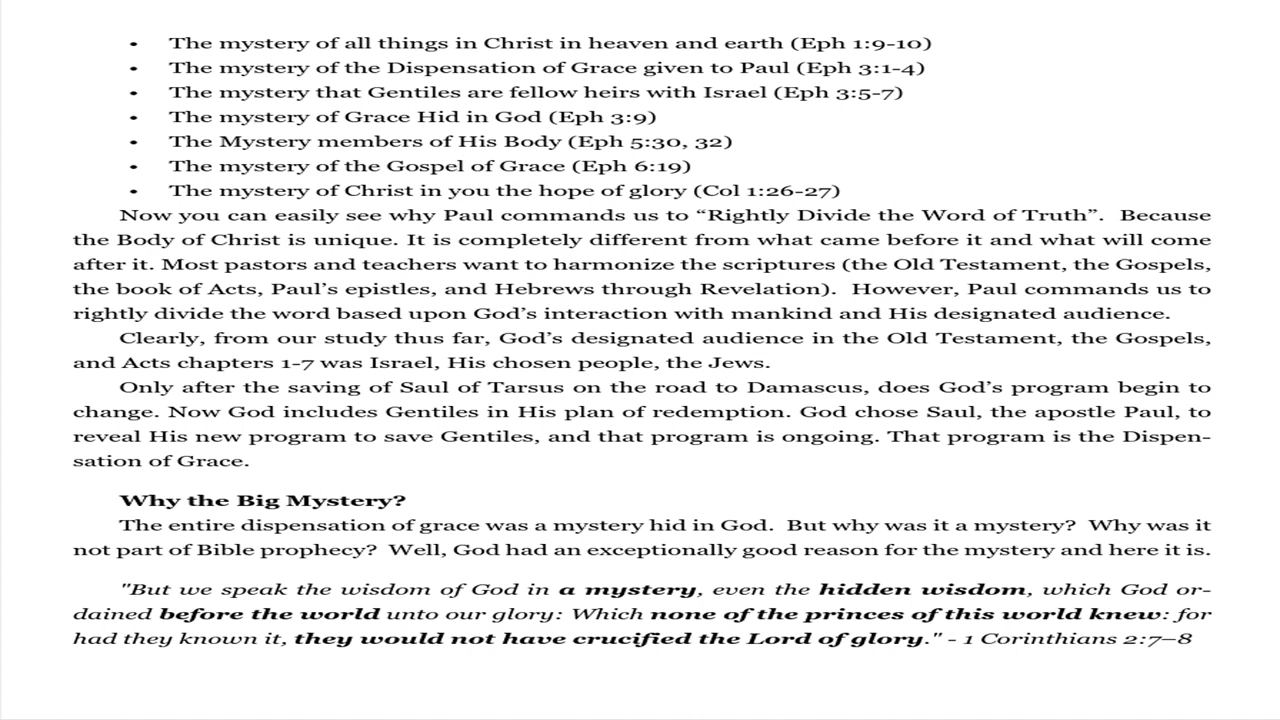 • The mystery of all things in Christ in heaven and earth (Eph 1:9-10)
• The mystery of the Dispensation of Grace given to Paul (Eph 3:1-4)
• The mystery that Gentiles are fellow heirs with Israel (Eph 3:5-7)
• The mystery of Grace Hid in God (Eph 3:9)
• The Mystery members of His Body (Eph 5:30, 32)
• The mystery of the Gospel of Grace (Eph 6:19)
• The mystery of Christ in you the hope of glory (Col 1:26-27)
Now you can easily see why Paul commands us to “Rightly Divide the Word of Truth”. Because
the Body of Christ is unique. It is completely different from what came before it and what will come
after it. Most pastors and teachers want to harmonize the scriptures (the Old Testament, the Gospels,
the book of Acts, Paul’s epistles, and Hebrews through Revelation). However, Paul commands us to
rightly divide the word based upon God’s interaction with mankind and His designated audience.
Clearly, from our study thus far, God’s designated audience in the Old Testament, the Gospels,
and Acts chapters 1-7 was Israel, His chosen people, the Jews.
Only after the saving of Saul of Tarsus on the road to Damascus, does God’s program begin to
change. Now God includes Gentiles in His plan of redemption. God chose Saul, the apostle Paul, to
reveal His new program to save Gentiles, and that program is ongoing. That program is the Dispen-
sation of Grace.
Why the Big Mystery?
The entire dispensation of grace was a mystery hid in God. But why was it a mystery? Why was it
not part of Bible prophecy? Well, God had an exceptionally good reason for the mystery and here it is.
"But we speak the wisdom of God in a mystery, even the hidden wisdom, which God or-
dained before the world unto our glory: Which none of the princes of this world knew: for
had they known it, they would not have crucified the Lord of glory." - 1 Corinthians 2:7–8